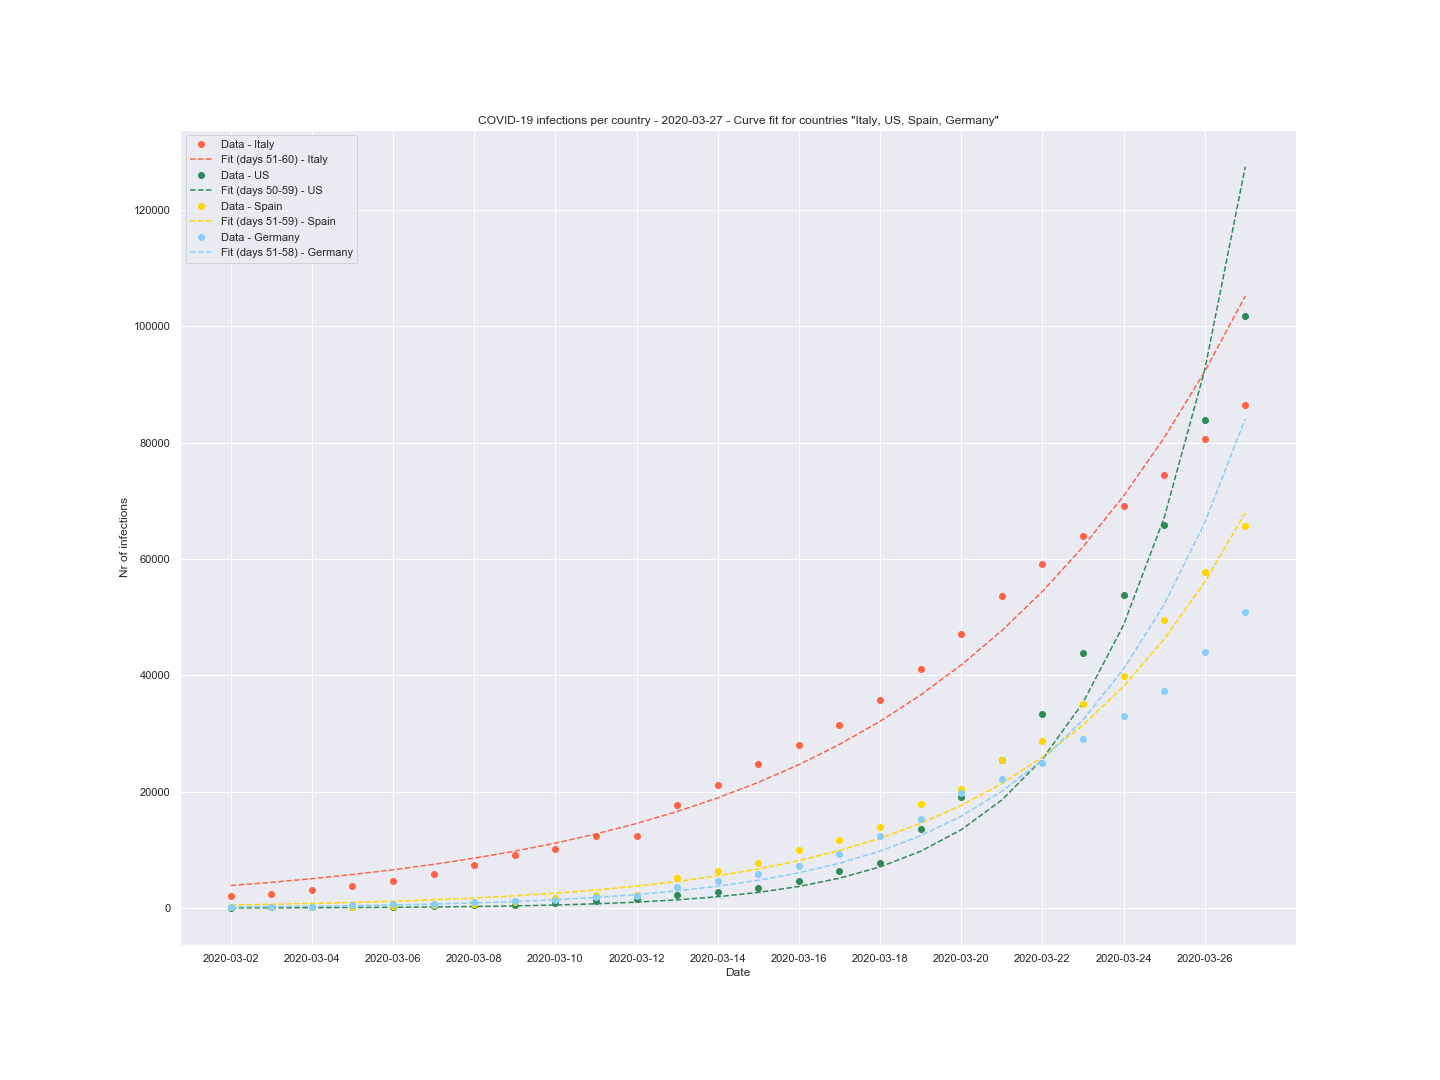 COVID-19 infections per country - 2020-03-27 - Curve fit for countries "Italy, US, Spain, Germany"
Data - Italy
Fit (days 51-60) - Italy
Data - US
Fit (days 50-59) - US
Data - Spain
Fit (days 51-59) - Spain
Data - Germany
Fit (days 51-58) - Germany
120000
100000
80000
60000
40000
20000
0
Nr of infections
2020-03-02 2020-03-04 2020-03-06 2020-03-08 2020-03-10 2020-03-12 2020-03-14 2020-03-16 2020-03-18 2020-03-20 2020-03-22 2020-03-24 2020-03-26
Date